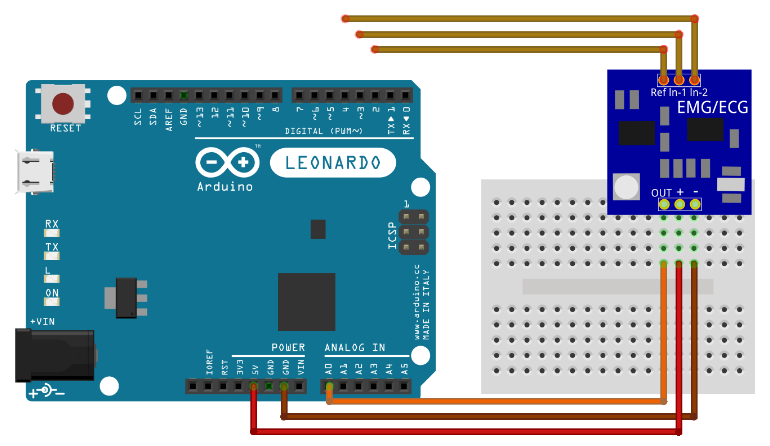 Ref In-1 In-2
EMG/ECG
OUT + -
RESET
SCL
SDA
AREF
GND
~13
12
~11
~10
~9
8
7
~6
~5
4
~3
2
TX▶ 1
RX◀ 0
DIGITAL (PWM~)
TM
LEONARDO
Arduino
1
ICSP
RX
TX
L
ON
www.arduino.cc
MADE IN ITALY
+VIN
+ -
POWER
ANALOG IN
IOREF
RST
3V3
5V
GND
GND
VIN
A0
A1
A2
A3
A4
A5